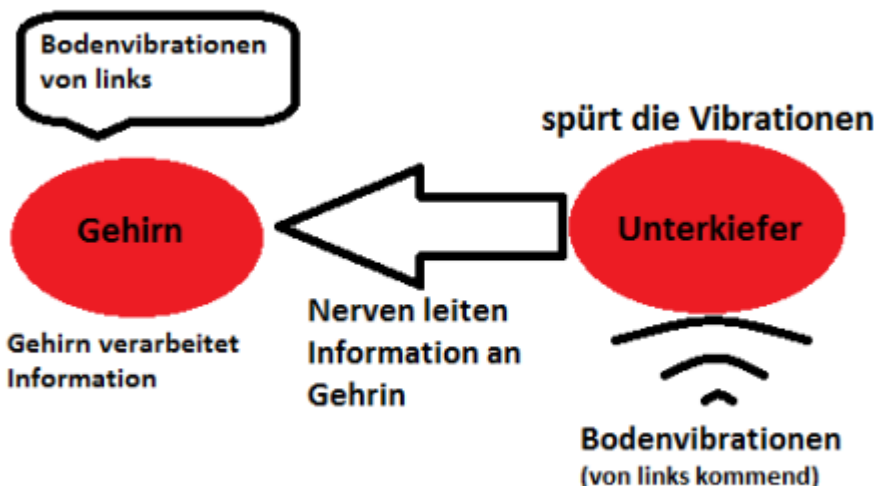 Bodenvibrationen
von links
spürt die Vibrationen
Gehirn
Unterkiefer
Nerven leiten
Information an
Gehrin
Gehirn verarbeitet
Information
Bodenvibrationen
(von links kommend)